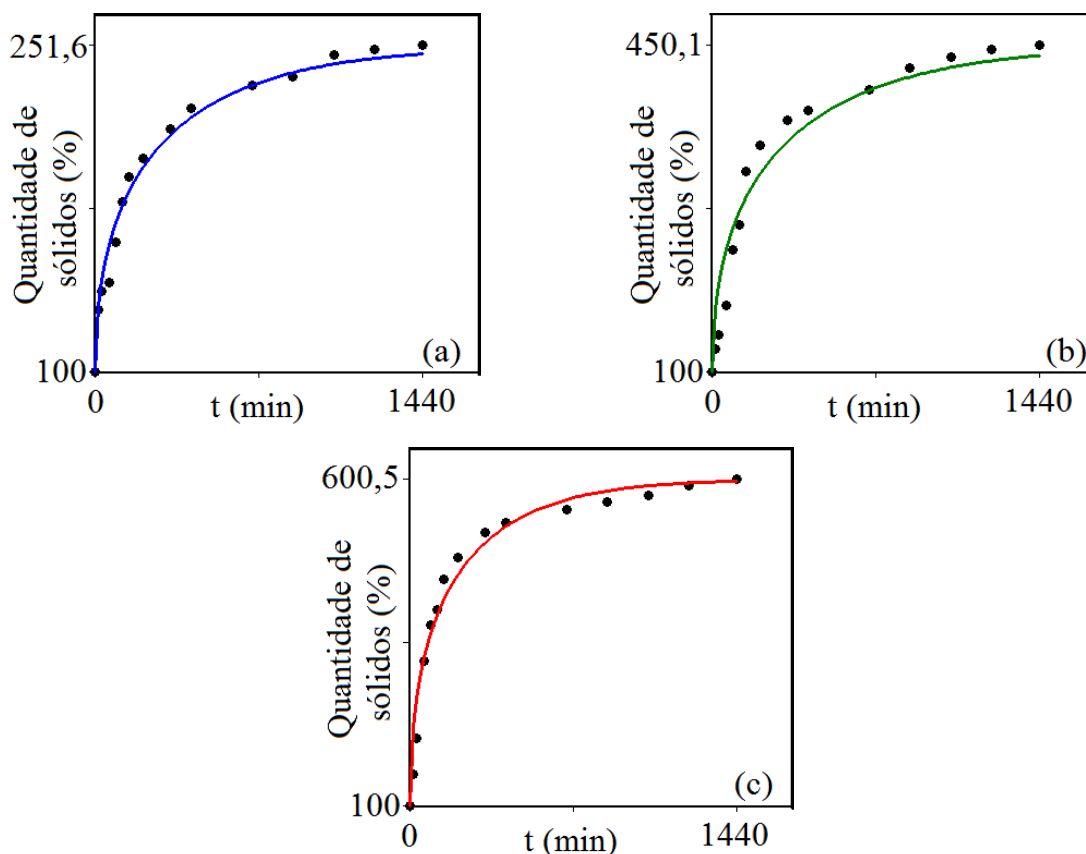 251,6
Quantidade de
sólidos (%)
100
0
t (min)
1440
(a)
450,1
Quantidade de
sólidos (%)
100
0
t (min)
1440
(b)
600,5
Quantidade de
sólidos (%)
100
0
t (min)
1440
(c)